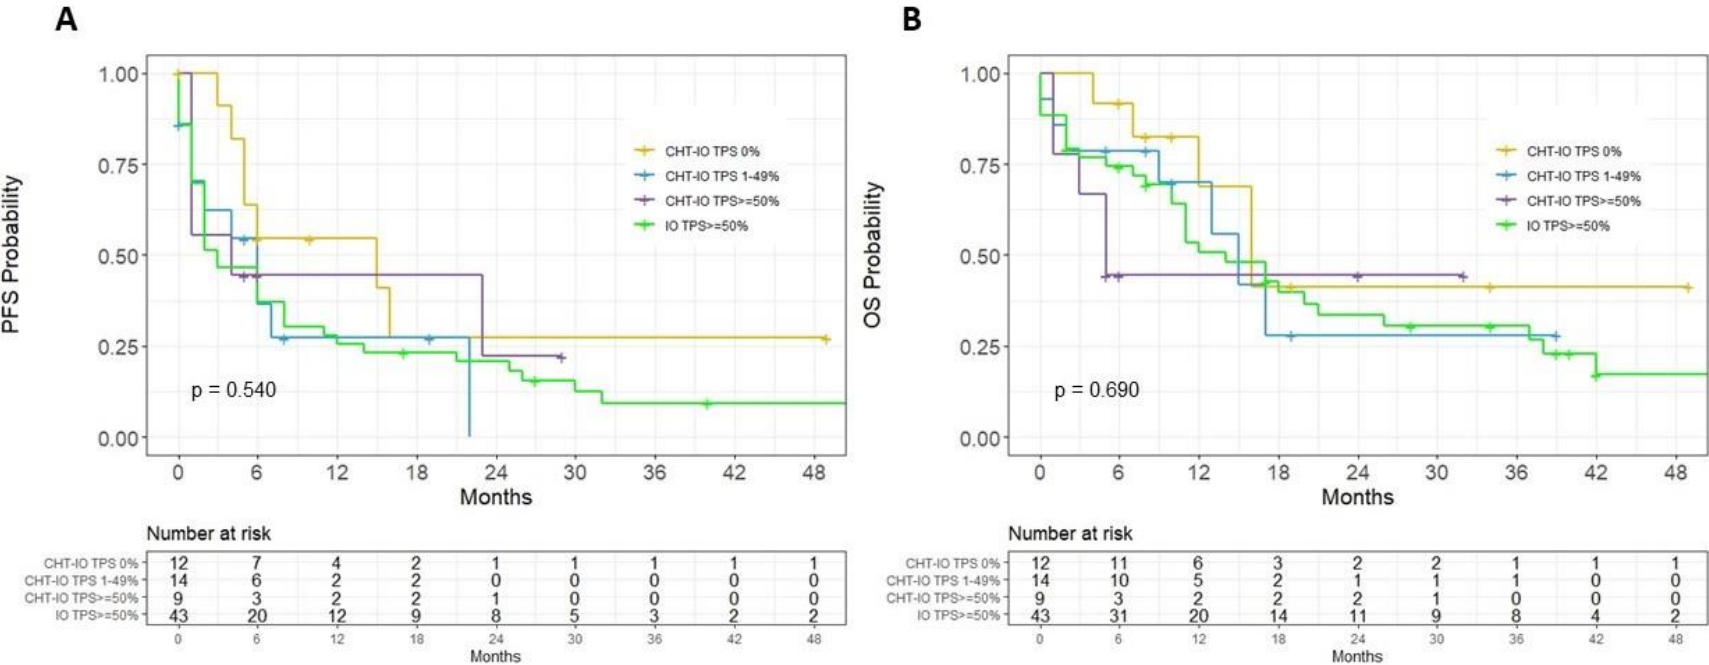 A
PFS Probability
1.00
0.75
0.50
0.25
0.00
CHT-IO TPS 0%
CHT-IO TPS 1-49%
CHT-IO TPS>=50%
IO TPS>=50%
p = 0.540
0 6 12 18 24 30 36 42 48
Months
Number at risk
CHT-IO TPS 0% 12 7 4 2 1 1 1 1 1
CHT-IO TPS 1-49% 14 6 2 2 0 0 0 0 0
CHT-IO TPS>=50% 9 3 2 2 1 0 0 0 0
IO TPS>=50% 43 20 12 9 8 5 3 2 2
0 6 12 18 24 30 36 42 48
Months
B
OS Probability
1.00
0.75
0.50
0.25
0.00
CHT-IO TPS 0%
CHT-IO TPS 1-49%
CHT-IO TPS>=50%
IO TPS>=50%
p = 0.690
0 6 12 18 24 30 36 42 48
Months
Number at risk
CHT-IO TPS 0% 12 11 6 3 2 2 1 1 1
CHT-IO TPS 1-49% 14 10 5 2 1 1 1 0 0
CHT-IO TPS>=50% 9 3 2 2 2 1 0 0 0
IO TPS>=50% 43 31 20 14 11 9 8 4 2
0 6 12 18 24 30 36 42 48
Months